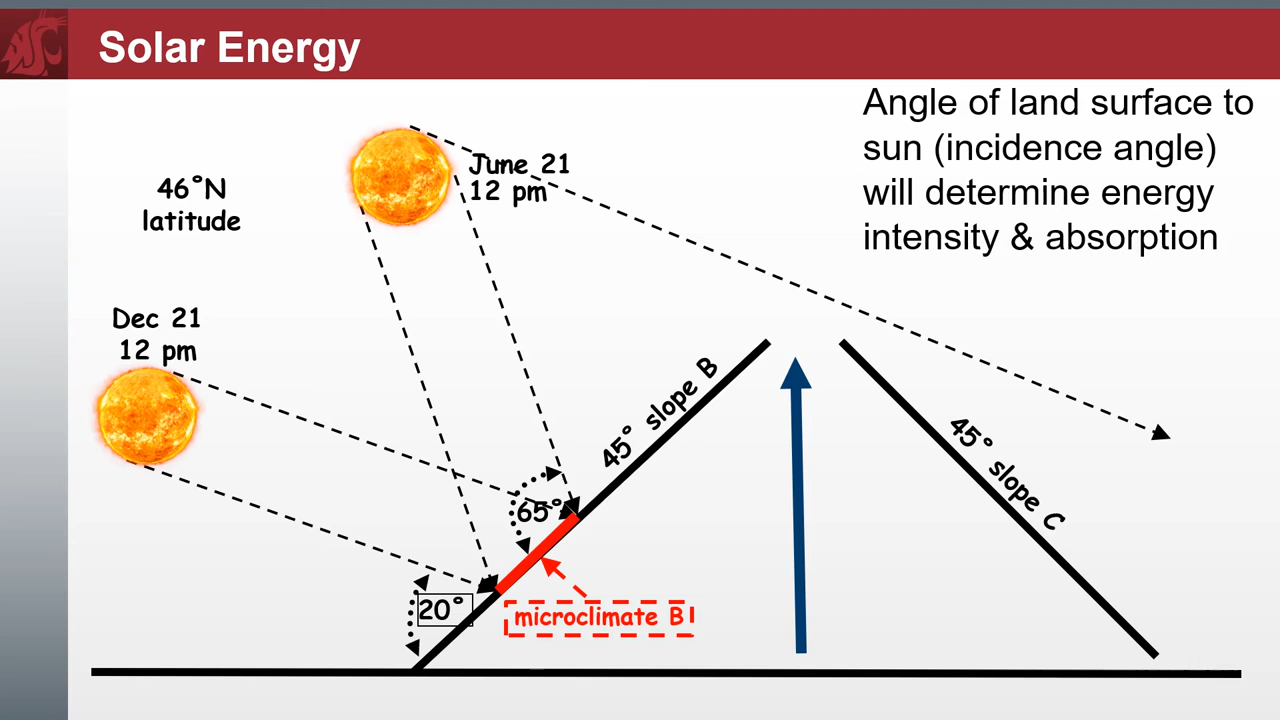 Solar Energy
Angle of land surface to
sun (incidence angle)
will determine energy
intensity & absorption
June 21
12 pm
46°N
latitude
Dec 21
12 pm
45° slope B
45° slope C
65°
20°
microclimate B